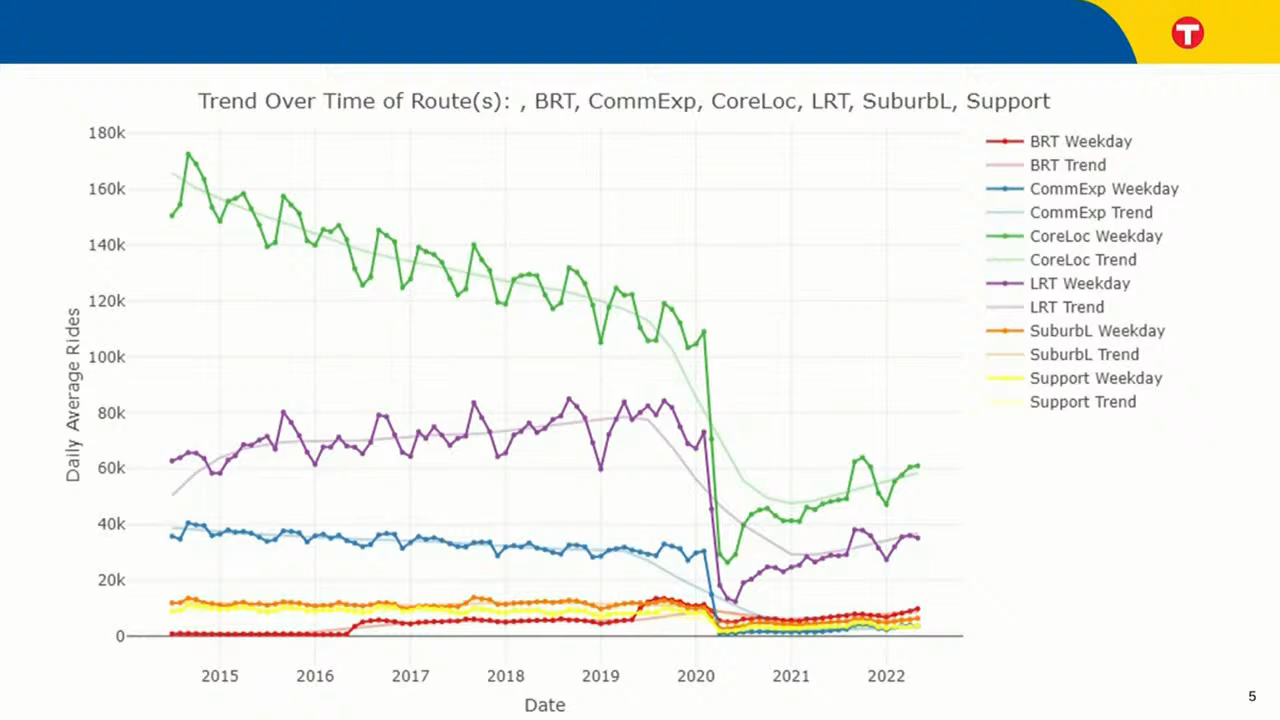 T
Trend Over Time of Route(s): , BRT, CommExp, CoreLoc, LRT, SuburbL, Support
180k
160k
140k
120k
100k
80k
60k
40k
20k
0
Daily Average Rides
2015 2016 2017 2018 2019 2020 2021 2022
Date
BRT Weekday
BRT Trend
CommExp Weekday
CommExp Trend
CoreLoc Weekday
CoreLoc Trend
LRT Weekday
LRT Trend
SuburbL Weekday
SuburbL Trend
Support Weekday
Support Trend
5